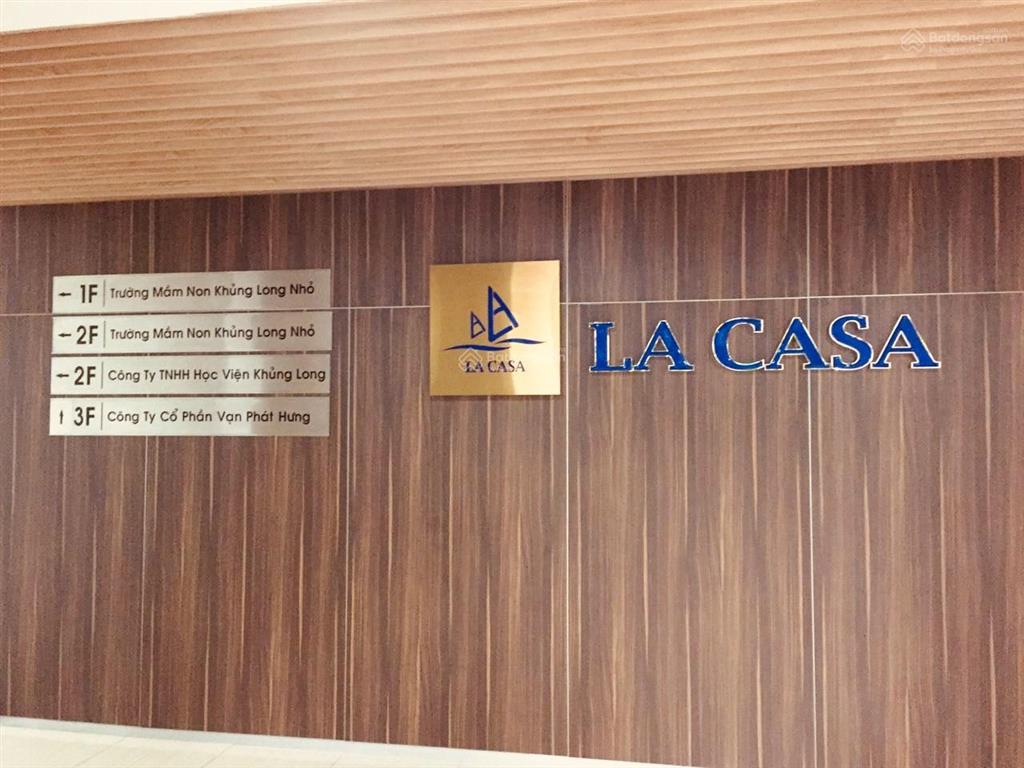 Batdongsan
← 1F Trường Mầm Non Khủng Long Nhỏ
← 2F Trường Mầm Non Khủng Long Nhỏ
← 2F Công Ty TNHH Học Viện Khủng Long
↑ 3F Công Ty Cổ Phần Vạn Phát Hưng
LA CASA
LA CASA